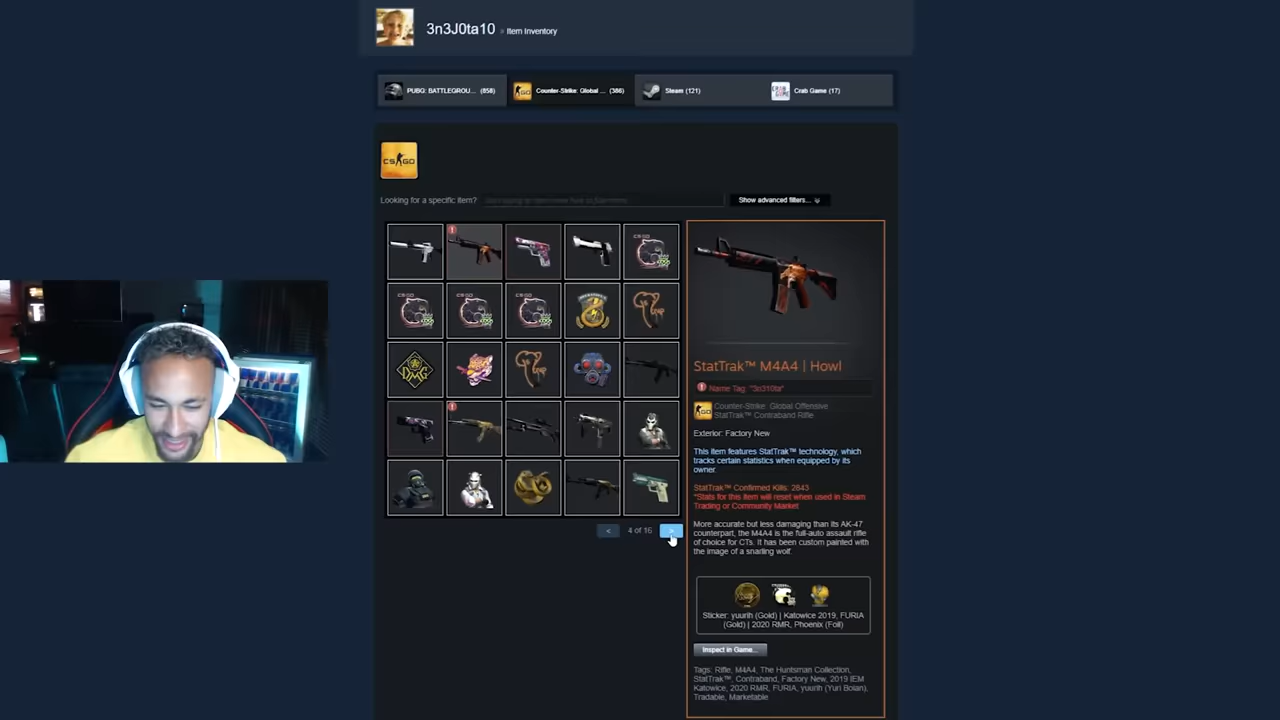 3n3J0ta10 » Item Inventory
PUBG: BATTLEGROU... (858)
Counter-Strike: Global ... (386)
Steam (121)
Crab Game (17)
CS GO
Looking for a specific item?
Show advanced filters...
StatTrak™ M4A4 | Howl
Name Tag: "3n310ta"
Counter-Strike: Global Offensive
StatTrak™ Contraband Rifle
Exterior: Factory New
This item features StatTrak™ technology, which
tracks certain statistics when equipped by its
owner.
StatTrak™ Confirmed Kills: 2843
*Stats for this item will reset when used in Steam
Trading or Community Market
More accurate but less damaging than its AK-47
counterpart, the M4A4 is the full-auto assault rifle
of choice for CTs. It has been custom painted with
the image of a snarling wolf.
Sticker: yuurih (Gold) | Katowice 2019, FURIA
(Gold) | 2020 RMR, Phoenix (Foil)
Inspect in Game...
Tags: Rifle, M4A4, The Huntsman Collection,
StatTrak™, Contraband, Factory New, 2019 IEM
Katowice, 2020 RMR, FURIA, yuurih (Yuri Boian),
Tradable, Marketable
< 4 of 16 >